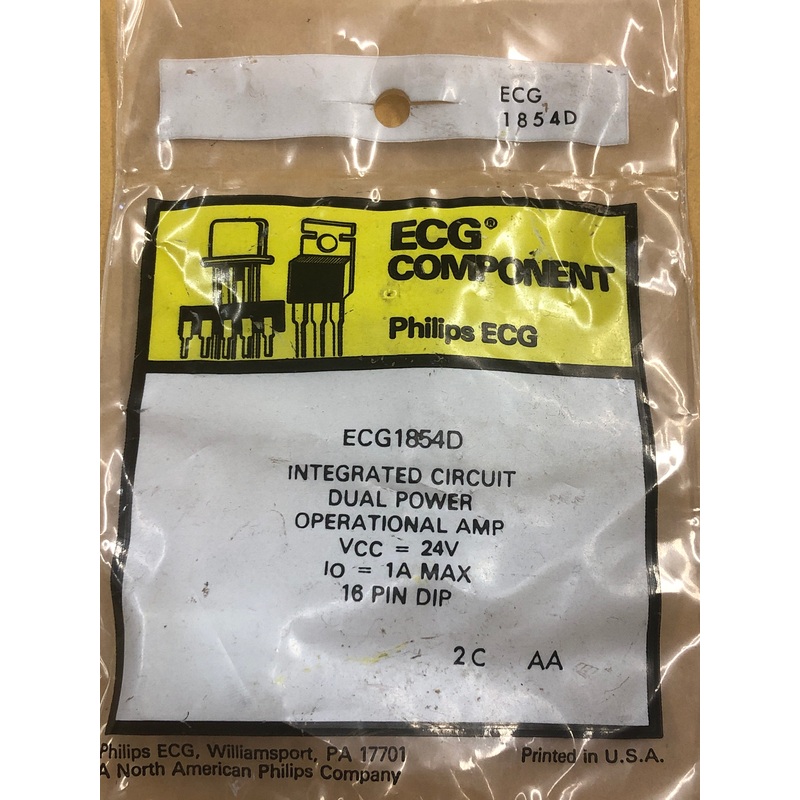 ECG
1854D
ECG®
COMPONENT
Philips ECG
ECG1854D
INTEGRATED CIRCUIT
DUAL POWER
OPERATIONAL AMP
VCC = 24V
IO = 1A MAX
16 PIN DIP
2C AA
Philips ECG, Williamsport, PA 17701
A North American Philips Company
Printed in U.S.A.